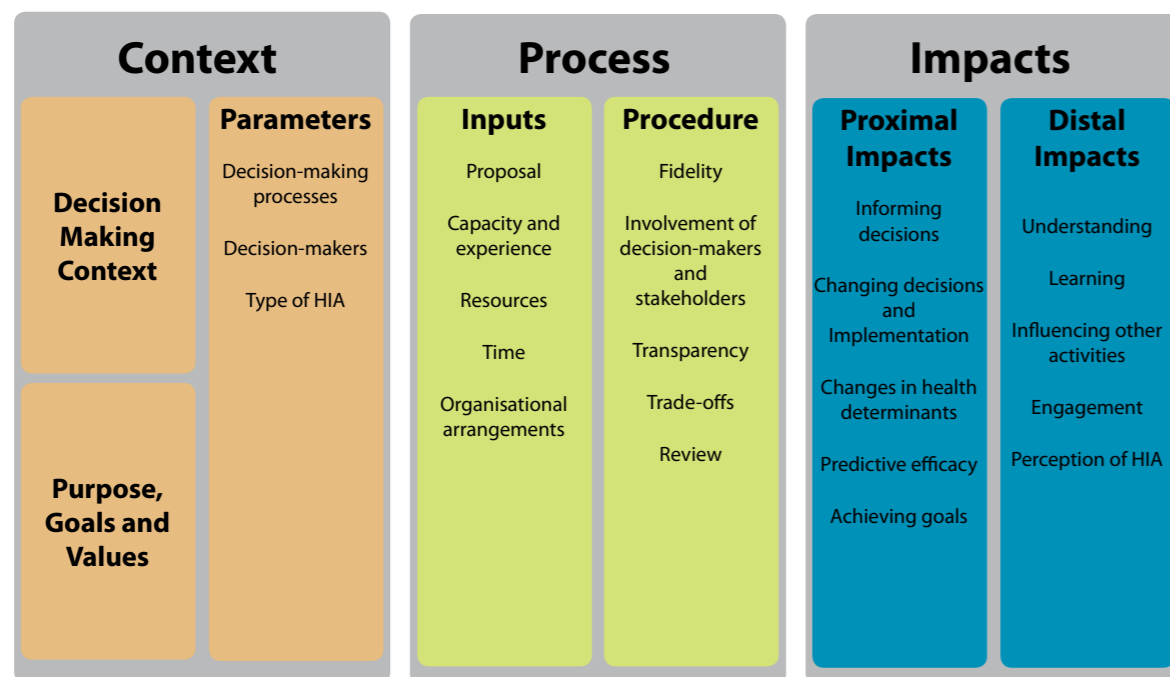 Context
Decision
Making
Context
Purpose,
Goals and
Values
Parameters
Decision-making
processes
Decision-makers
Type of HIA
Process
Inputs
Proposal
Capacity and
experience
Resources
Time
Organisational
arrangements
Procedure
Fidelity
Involvement of
decision-makers
and
stakeholders
Transparency
Trade-offs
Review
Impacts
Proximal
Impacts
Informing
decisions
Changing decisions
and
Implementation
Changes in health
determinants
Predictive efficacy
Achieving goals
Distal
Impacts
Understanding
Learning
Influencing other
activities
Engagement
Perception of HIA